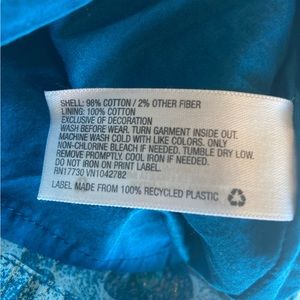 SHELL: 98% COTTON / 2% OTHER FIBER
LINING: 100% COTTON
EXCLUSIVE OF DECORATION
WASH BEFORE WEAR. TURN GARMENT INSIDE OUT.
MACHINE WASH COLD WITH LIKE COLORS. ONLY
NON-CHLORINE BLEACH IF NEEDED. TUMBLE DRY LOW.
REMOVE PROMPTLY. COOL IRON IF NEEDED.
DO NOT IRON ON PRINT LABEL.
RN17730 VN1042782
LABEL MADE FROM 100% RECYCLED PLASTIC